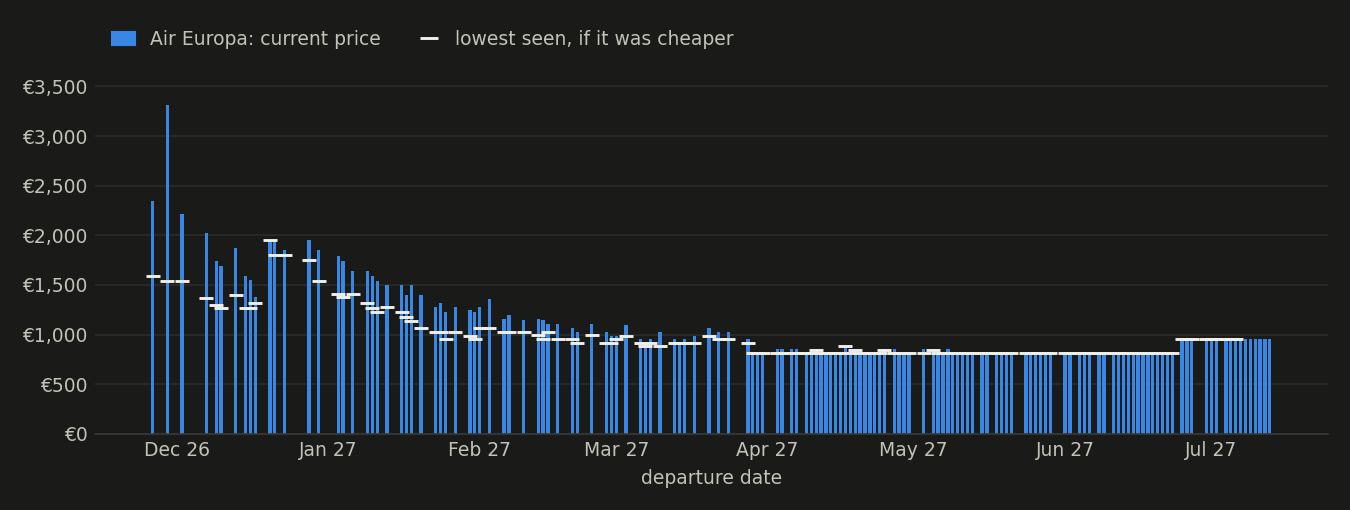 Air Europa: current price
lowest seen, if it was cheaper
€3,500
€3,000
€2,500
€2,000
€1,500
€1,000
€500
€0
Dec 26 Jan 27 Feb 27 Mar 27 Apr 27 May 27 Jun 27 Jul 27
departure date